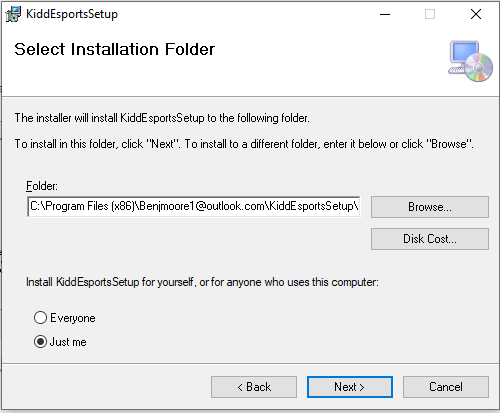 KiddEsportsSetup
Select Installation Folder
The installer will install KiddEsportsSetup to the following folder.
To install in this folder, click "Next". To install to a different folder, enter it below or click "Browse".
Folder:
C:\Program Files (x86)\Benjmoore1@outlook.com\KiddEsportsSetup\
Browse...
Disk Cost...
Install KiddEsportsSetup for yourself, or for anyone who uses this computer:
Everyone
Just me
< Back
Next >
Cancel